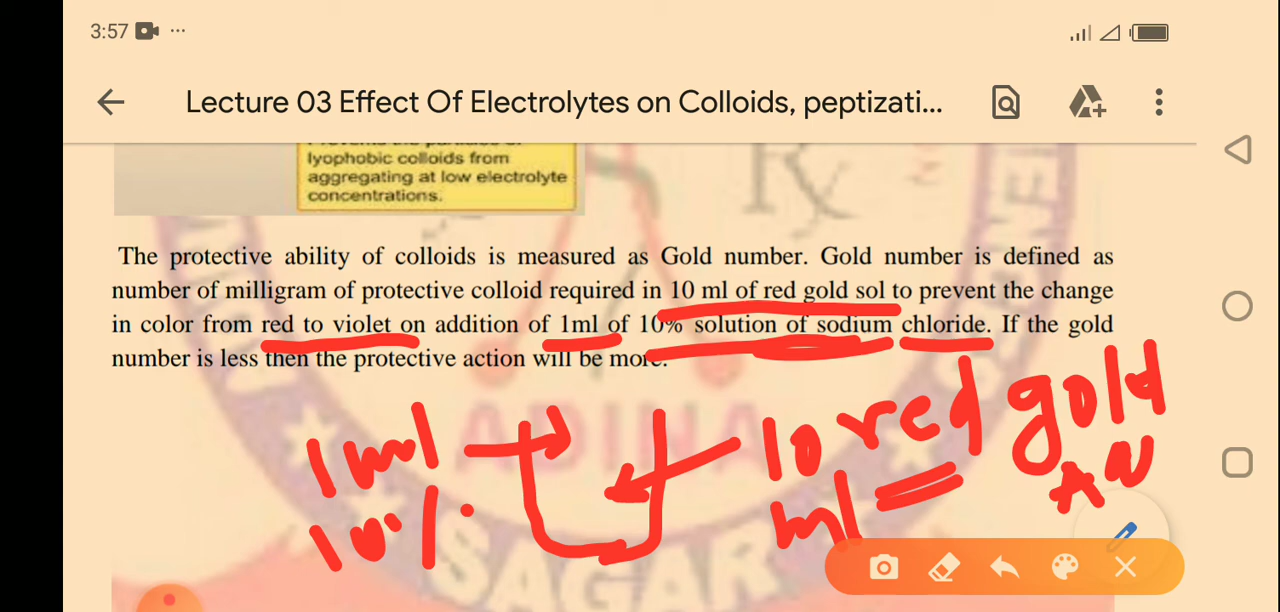 3:57 ...
Lecture 03 Effect Of Electrolytes on Colloids, peptizati...
lyophobic colloids from
aggregating at low electrolyte
concentrations.
Rx
The protective ability of colloids is measured as Gold number. Gold number is defined as
number of milligram of protective colloid required in 10 ml of red gold sol to prevent the change
in color from red to violet on addition of 1ml of 10% solution of sodium chloride. If the gold
number is less then the protective action will be more.
ADINA
SAGAR
1ml
10%
10 red gold
ml Au